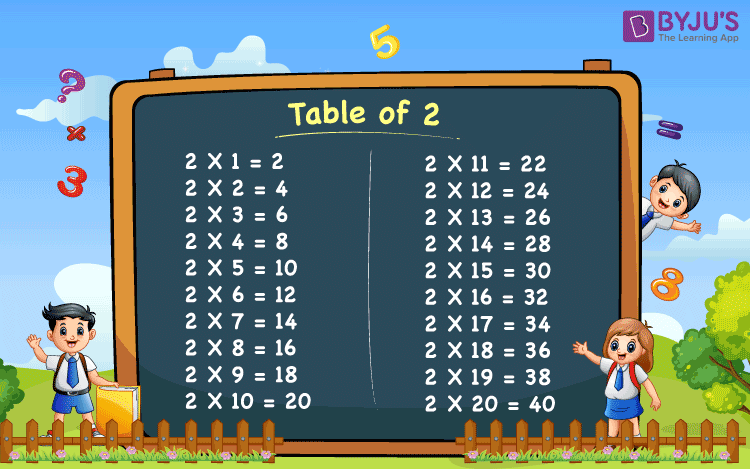 5
BYJU'S
The Learning App
?
×
3
=
8
Table of 2
2 X 1 = 2
2 X 2 = 4
2 X 3 = 6
2 X 4 = 8
2 X 5 = 10
2 X 6 = 12
2 X 7 = 14
2 X 8 = 16
2 X 9 = 18
2 X 10 = 20
2 X 11 = 22
2 X 12 = 24
2 X 13 = 26
2 X 14 = 28
2 X 15 = 30
2 X 16 = 32
2 X 17 = 34
2 X 18 = 36
2 X 19 = 38
2 X 20 = 40